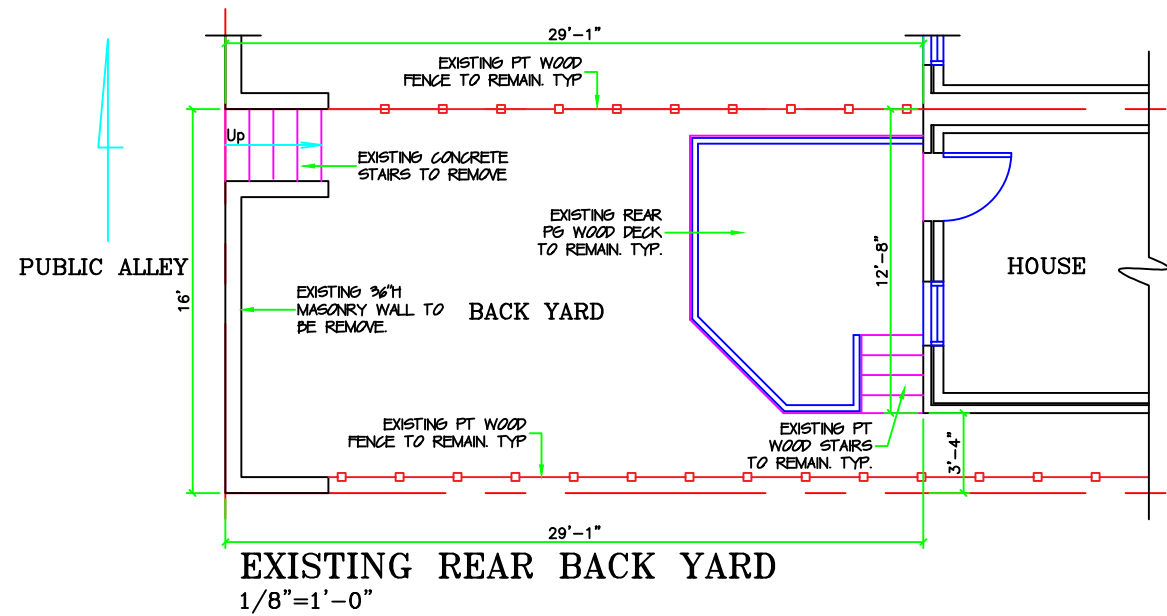 29'-1"
EXISTING PT WOOD
FENCE TO REMAIN. TYP
Up
EXISTING CONCRETE
STAIRS TO REMOVE
EXISTING REAR
PG WOOD DECK
TO REMAIN. TYP.
PUBLIC ALLEY
16'
12'-8"
HOUSE
EXISTING 36"H
MASONRY WALL TO
BE REMOVE.
BACK YARD
EXISTING PT WOOD
FENCE TO REMAIN. TYP
EXISTING PT
WOOD STAIRS
TO REMAIN. TYP.
3'-4"
29'-1"
EXISTING REAR BACK YARD
1/8"=1'-0"